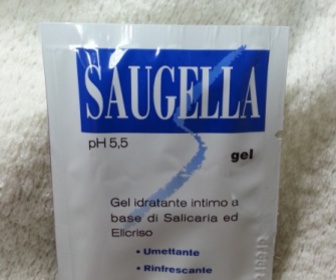 SAUGELLA
pH 5,5
gel
Gel idratante intimo a
base di Salicaria ed
Elicriso
• Umettante
• Rinfrescante